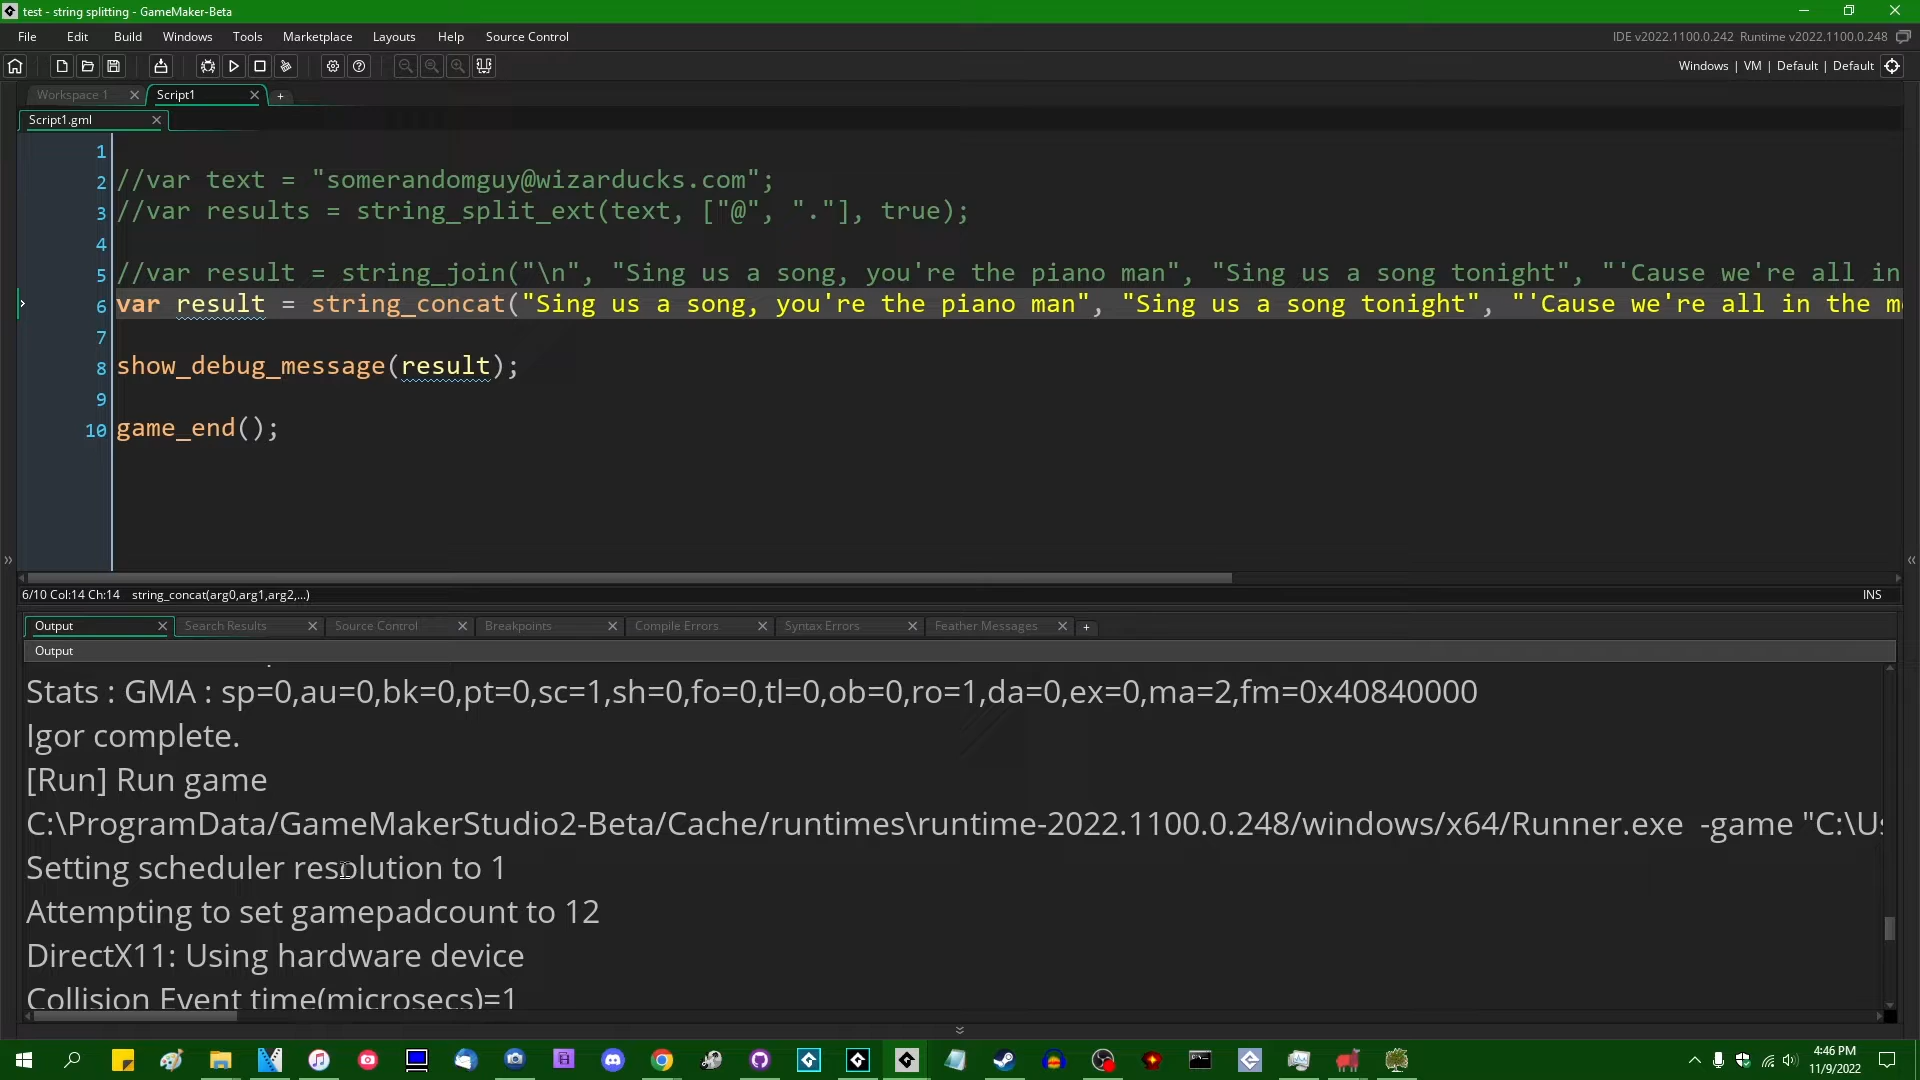 test - string splitting - GameMaker-Beta
File Edit Build Windows Tools Marketplace Layouts Help Source Control
IDE v2022.1100.0.242 Runtime v2022.1100.0.248
Windows | VM | Default | Default
Workspace 1 Script1 +
Script1.gml
1
2 //var text = "somerandomguy@wizarducks.com";
3 //var results = string_split_ext(text, ["@", "."], true);
4
5 //var result = string_join("\n", "Sing us a song, you're the piano man", "Sing us a song tonight", "'Cause we're all in
6 var result = string_concat("Sing us a song, you're the piano man", "Sing us a song tonight", "'Cause we're all in the m
7
8 show_debug_message(result);
9
10 game_end();
6/10 Col:14 Ch:14 string_concat(arg0,arg1,arg2,...)
INS
Output Search Results Source Control Breakpoints Compile Errors Syntax Errors Feather Messages +
Output
Stats : GMA : sp=0,au=0,bk=0,pt=0,sc=1,sh=0,fo=0,tl=0,ob=0,ro=1,da=0,ex=0,ma=2,fm=0x40840000
Igor complete.
[Run] Run game
C:\ProgramData/GameMakerStudio2-Beta/Cache/runtimes\runtime-2022.1100.0.248/windows/x64/Runner.exe -game "C:\Us
Setting scheduler resolution to 1
Attempting to set gamepadcount to 12
DirectX11: Using hardware device
Collision Event time(microsecs)=1
4:46 PM
11/9/2022